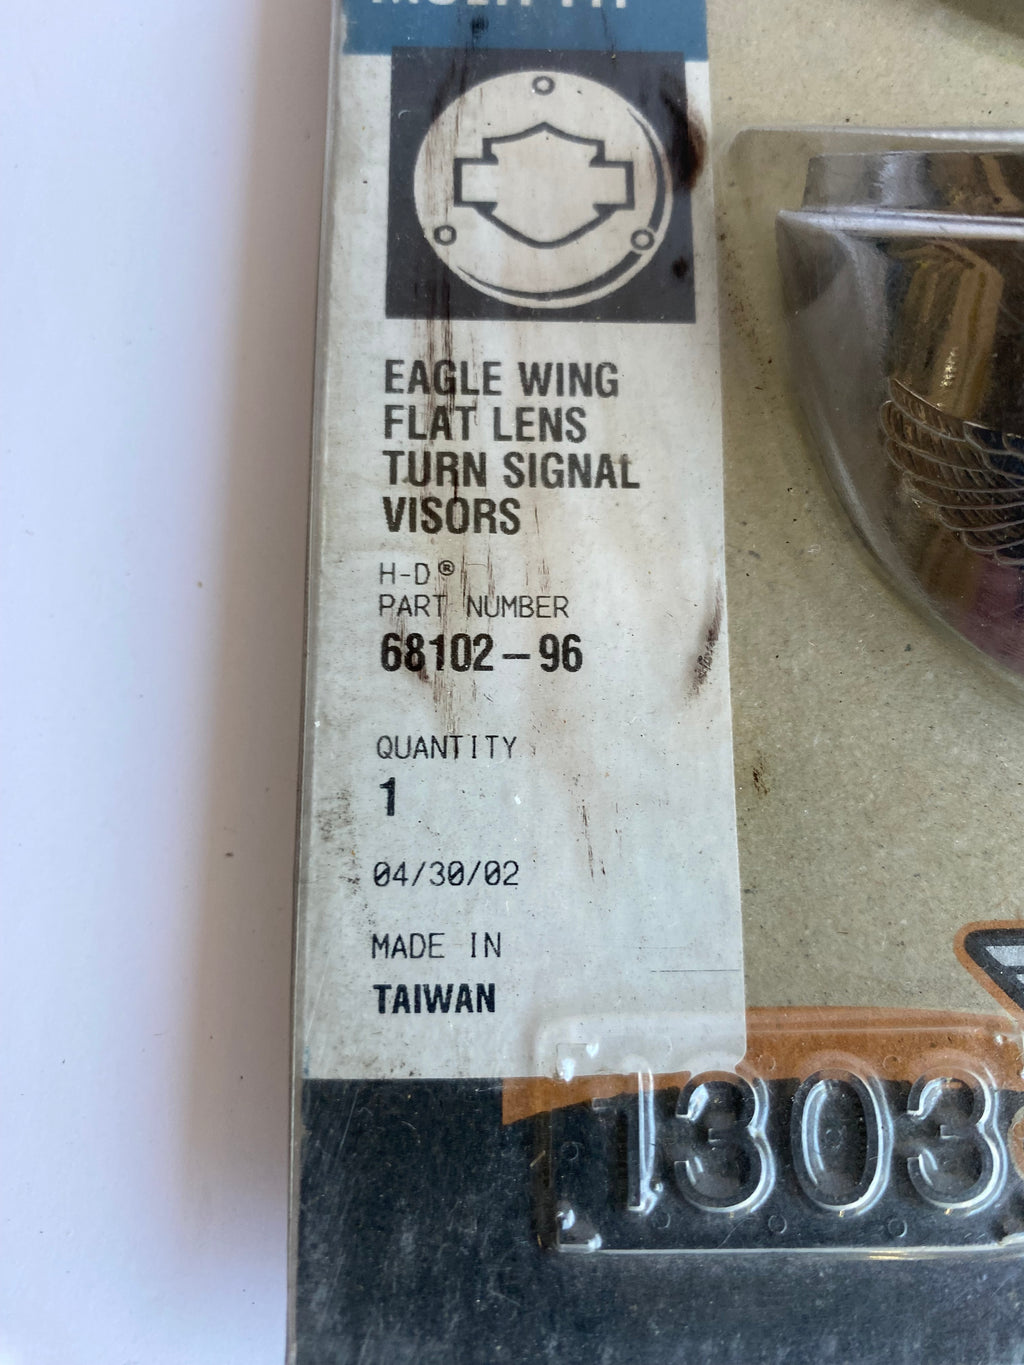 EAGLE WING
FLAT LENS
TURN SIGNAL
VISORS
H-D®
PART NUMBER
68102-96
QUANTITY
1
04/30/02
MADE IN
TAIWAN
1303